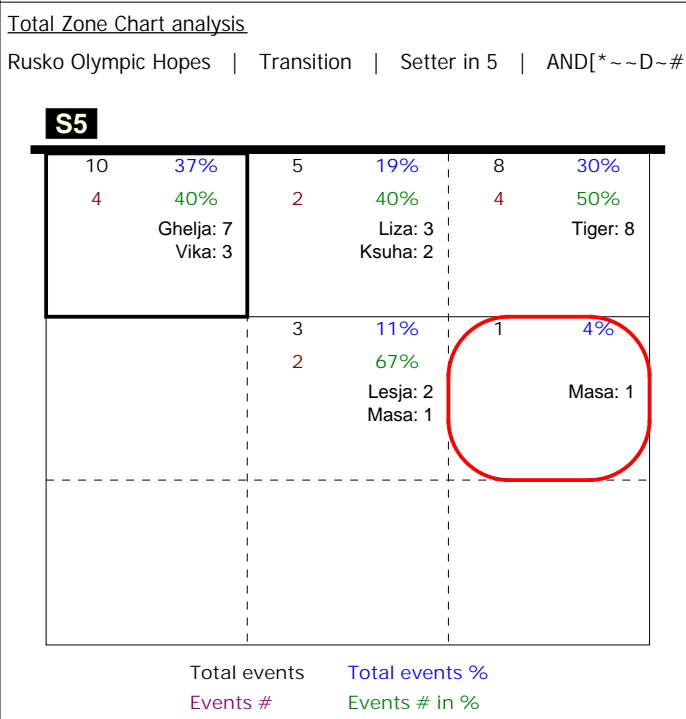 Total Zone Chart analysis
Rusko Olympic Hopes | Transition | Setter in 5 | AND[*~~D~#
S5
10 37% 5 19% 8 30%
4 40% 2 40% 4 50%
Ghelja: 7 Liza: 3 Tiger: 8
Vika: 3 Ksuha: 2
3 11% 1 4%
2 67%
Lesja: 2 Masa: 1
Masa: 1
Total events Total events %
Events # Events # in %